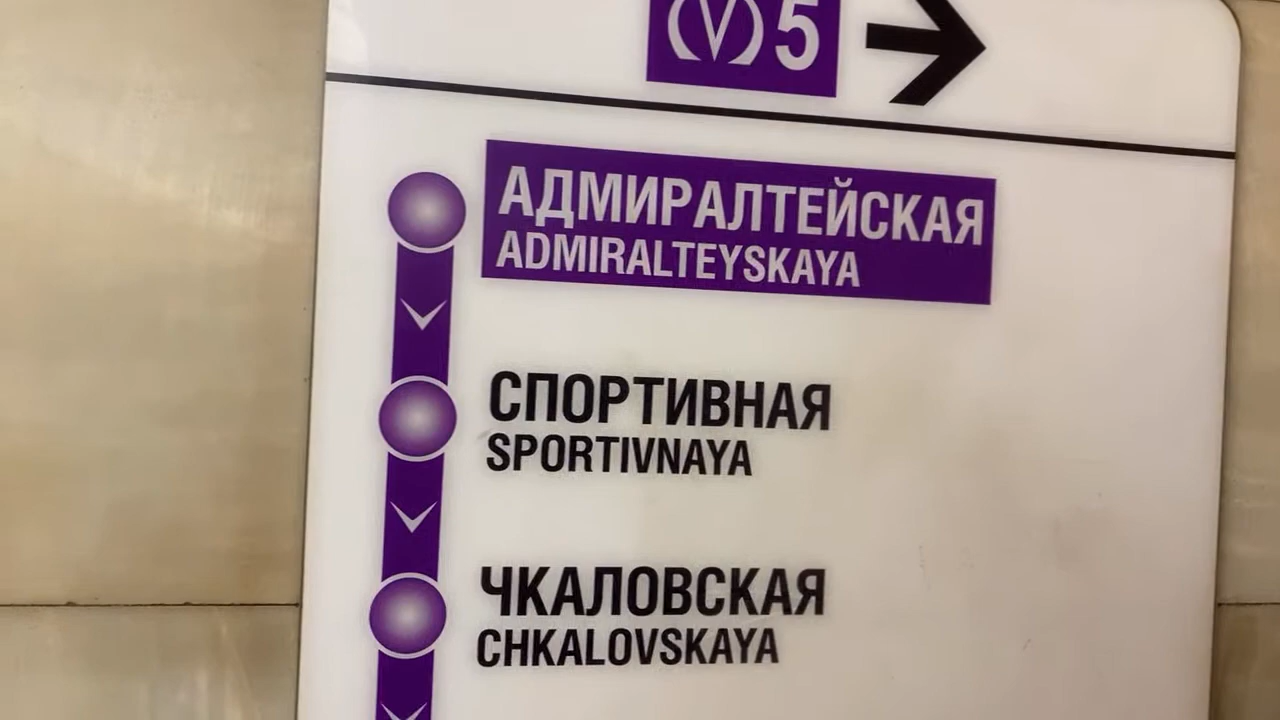 5
АДМИРАЛТЕЙСКАЯ
ADMIRALTEYSKAYA
СПОРТИВНАЯ
SPORTIVNAYA
ЧКАЛОВСКАЯ
CHKALOVSKAYA